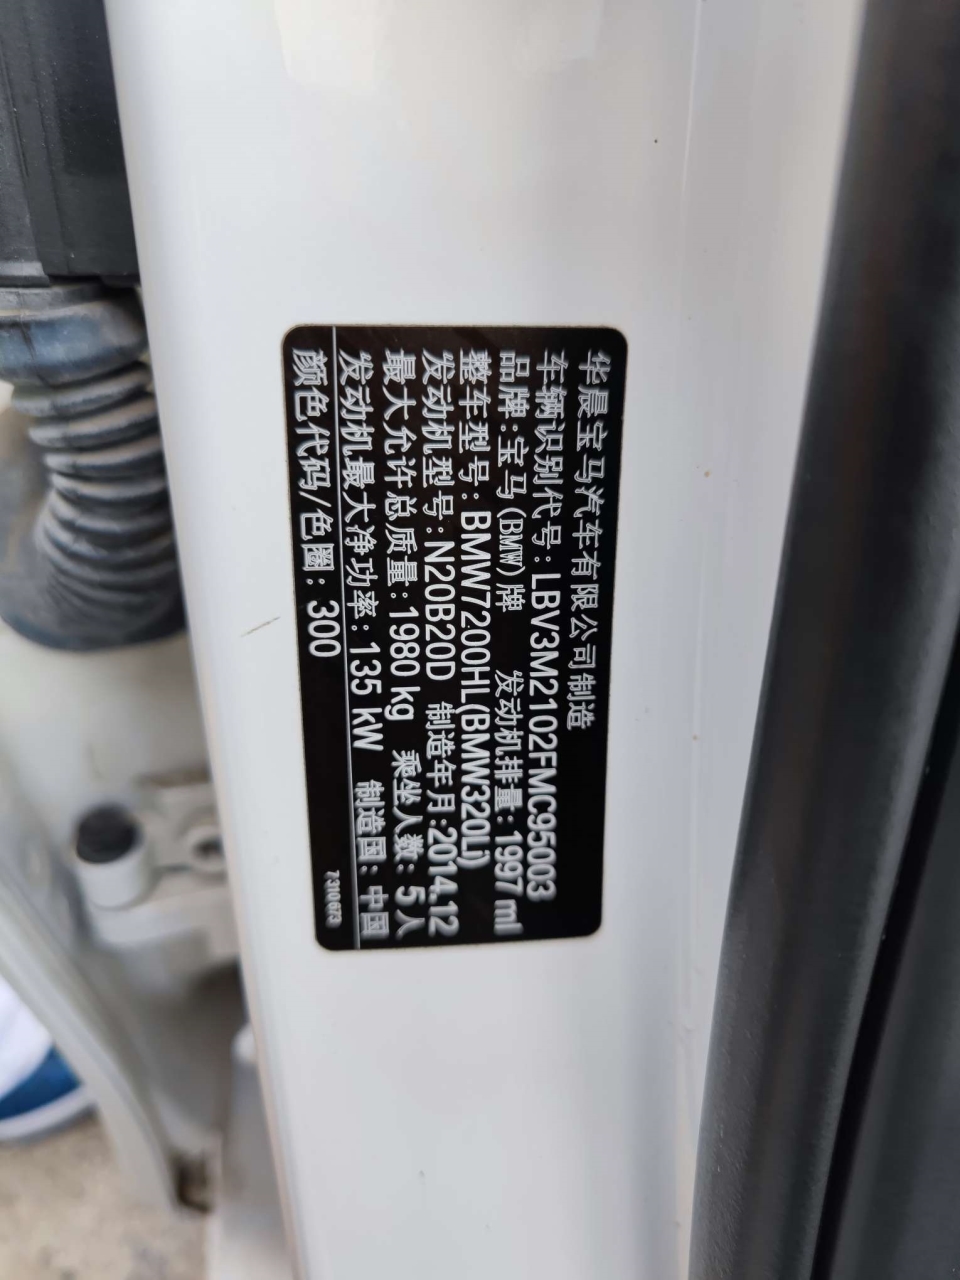 华晨宝马汽车有限公司制造
车辆识别代号: LBV3M2102FMC95003
品牌:宝马(BMW)牌 发动机排量: 1997 ml
整车型号: BMW7200HL(BMW320Li)
发动机型号: N20B20D 制造年月:2014.12
最大允许总质量: 1980 kg 乘坐人数: 5人
发动机最大净功率: 135 kW 制造国: 中国
颜色代码/色圈: 300
7310673